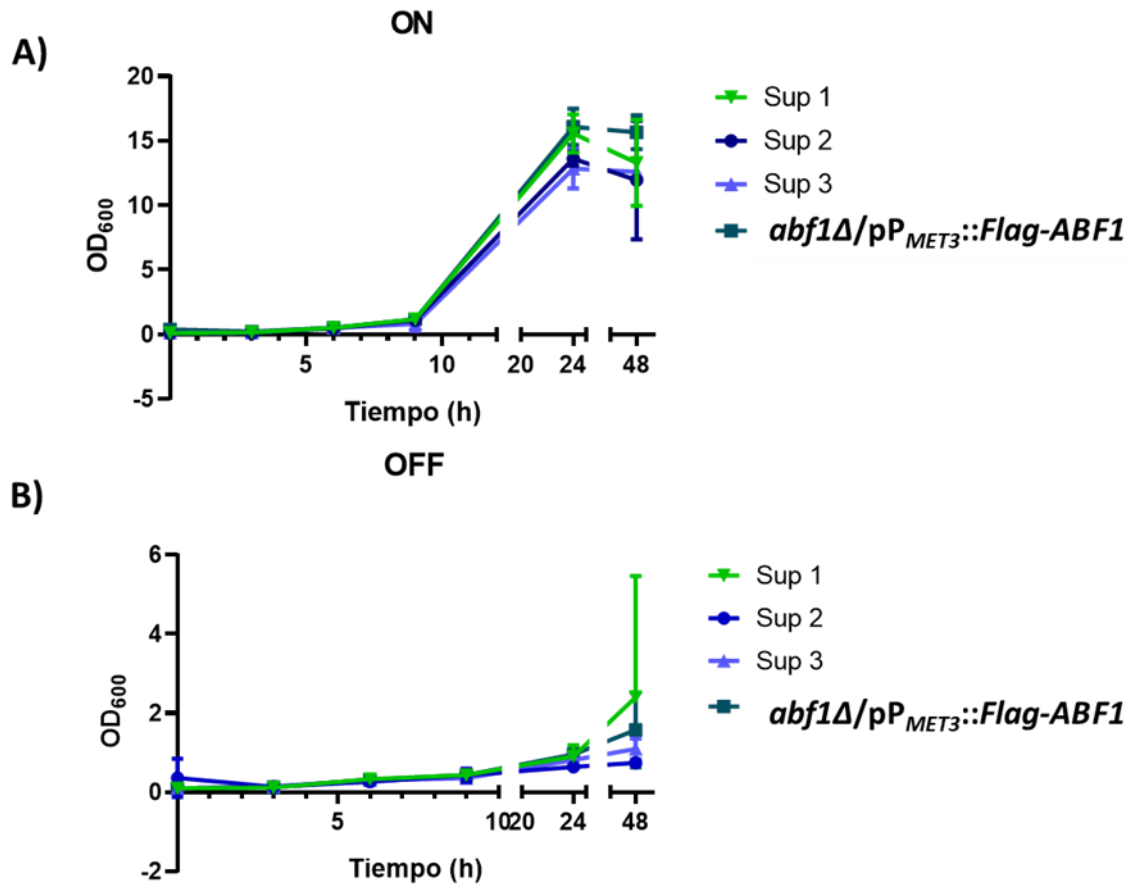 ON
A)
20
15
10
5
0
-5
OD600
5
10
20
24
48
Tiempo (h)
Sup 1
Sup 2
Sup 3
abf1Δ/pPMET3::Flag-ABF1
OFF
B)
6
4
2
0
-2
OD600
5
10
20
24
48
Tiempo (h)
Sup 1
Sup 2
Sup 3
abf1Δ/pPMET3::Flag-ABF1